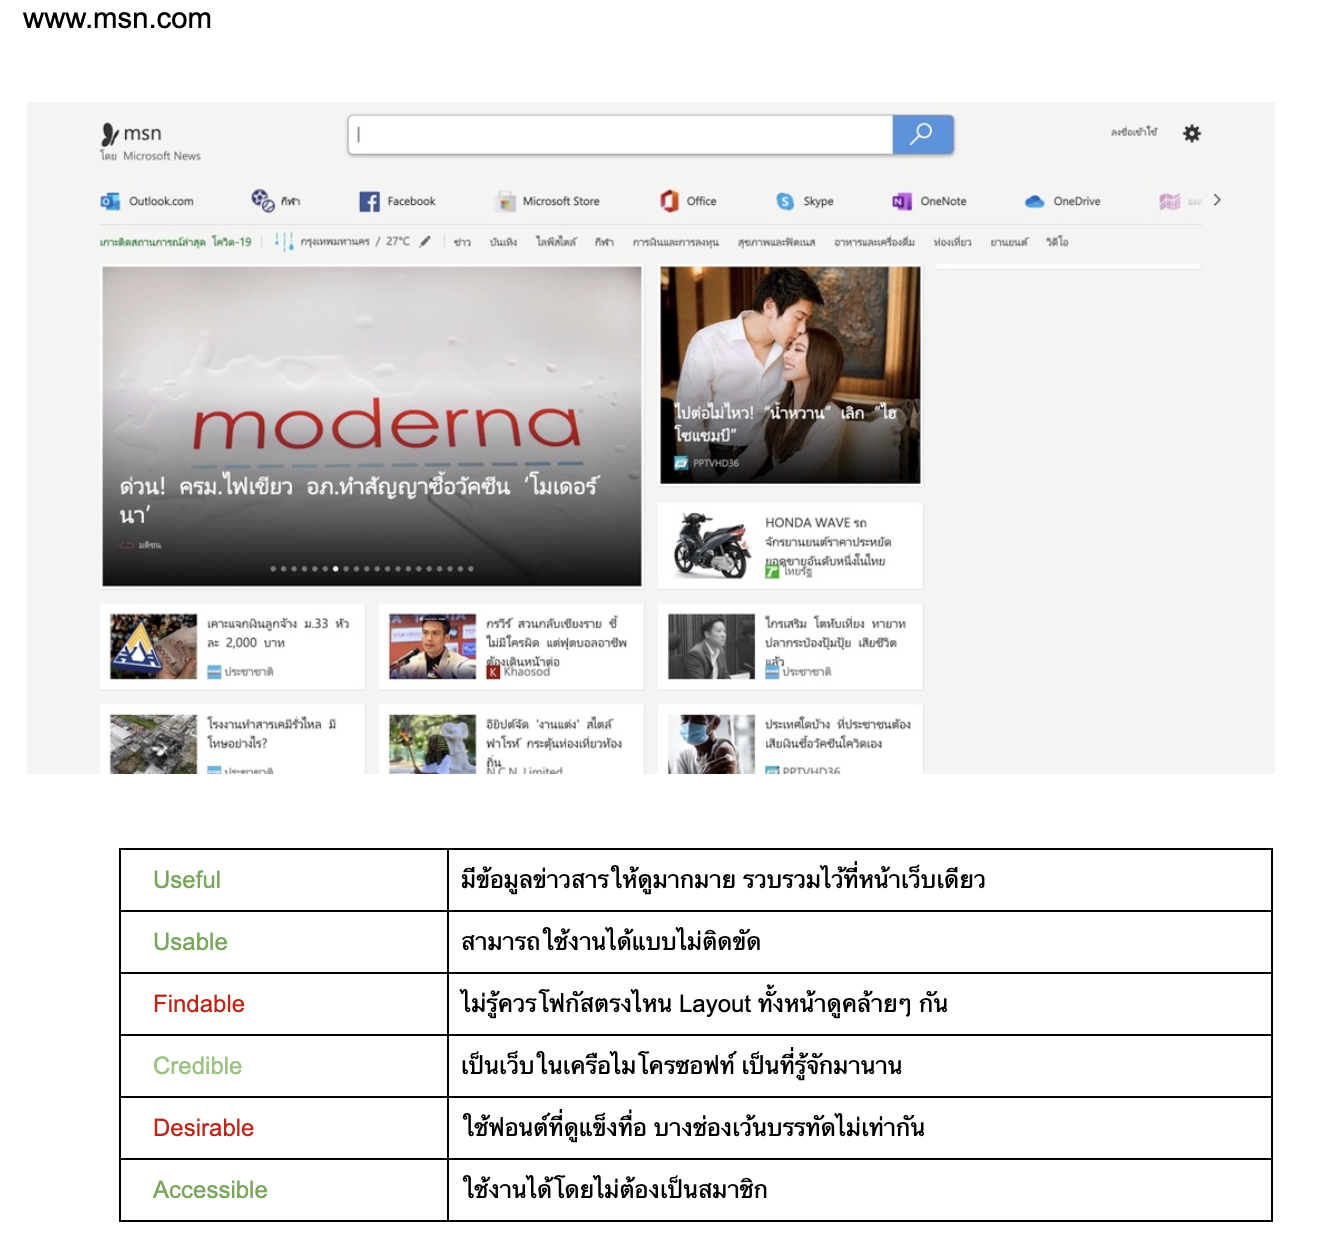 www.msn.com
msn
โดย Microsoft News
ลงชื่อเข้าใช้
Outlook.com
กีฬา
Facebook
Microsoft Store
Office
Skype
OneNote
OneDrive
เกาะติดสถานการณ์ล่าสุด โควิด-19
กรุงเทพมหานคร / 27°C
ข่าว บันเทิง ไลฟ์สไตล์ กีฬา การเงินและการลงทุน สุขภาพและฟิตเนส อาหารและเครื่องดื่ม ท่องเที่ยว ยานยนต์ วิดีโอ
moderna
ด่วน! ครม.ไฟเขียว อภ.ทำสัญญาซื้อวัคซีน ‘โมเดอร์
นา’
มติชน
ไปต่อไม่ไหว! “น้ำหวาน” เลิก “ไฮ
โซแชมป์”
PPTVHD36
HONDA WAVE รถ
จักรยานยนต์ราคาประหยัด
ยอดขายอันดับหนึ่งในไทย
ไทยรัฐ
เคาะแจกเงินลูกจ้าง ม.33 หัว
ละ 2,000 บาท
ประชาชาติ
กรวีร์ สวนกลับเชียงราย ชี้
ไม่มีใครผิด แต่ฟุตบอลอาชีพ
ต้องเดินหน้าต่อ
Khaosod
ไกรเสริม โตทับเที่ยง ทายาท
ปลากระป๋องปุ้มปุ้ย เสียชีวิต
แล้ว
ประชาชาติ
โรงงานทำสารเคมีรั่วไหล มี
โทษอย่างไร?
ประชาชาติ
อียิปต์จัด ‘งานแต่ง’ สไตล์
ฟาโรห์ กระตุ้นท่องเที่ยวท้อง
ถิ่น
N.C.N. Limited
ประเทศใดบ้าง ที่ประชาชนต้อง
เสียเงินซื้อวัคซีนโควิดเอง
PPTVHD36
Useful มีข้อมูลข่าวสารให้ดูมากมาย รวบรวมไว้ที่หน้าเว็บเดียว
Usable สามารถใช้งานได้แบบไม่ติดขัด
Findable ไม่รู้ควรโฟกัสตรงไหน Layout ทั้งหน้าดูคล้ายๆ กัน
Credible เป็นเว็บในเครือไมโครซอฟท์ เป็นที่รู้จักมานาน
Desirable ใช้ฟอนต์ที่ดูแข็งทื่อ บางช่องเว้นบรรทัดไม่เท่ากัน
Accessible ใช้งานได้โดยไม่ต้องเป็นสมาชิก